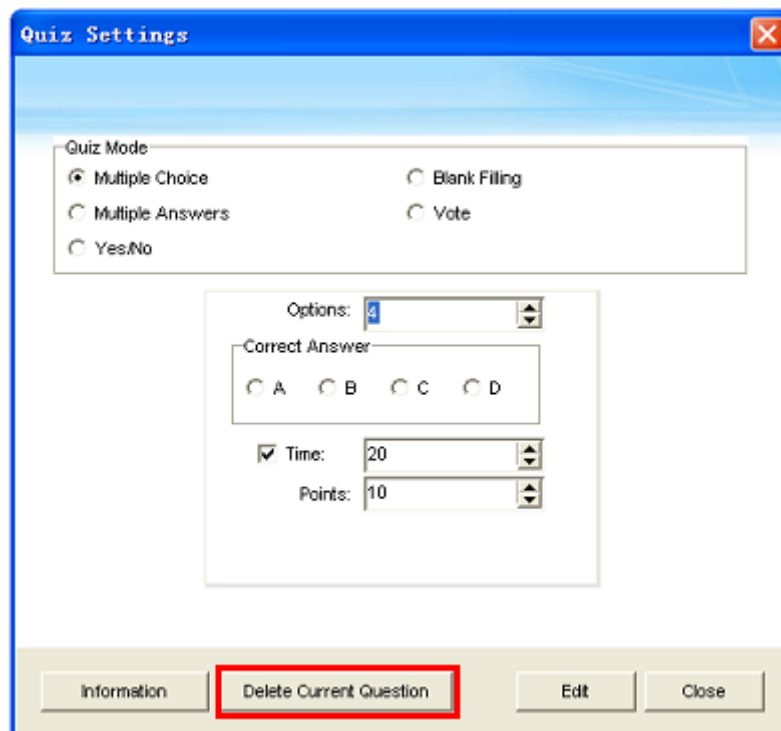 Quiz Settings
Quiz Mode
Multiple Choice
Blank Filling
Multiple Answers
Vote
Yes/No
Options: 4
Correct Answer
A B C D
Time: 20
Points: 10
Information Delete Current Question Edit Close